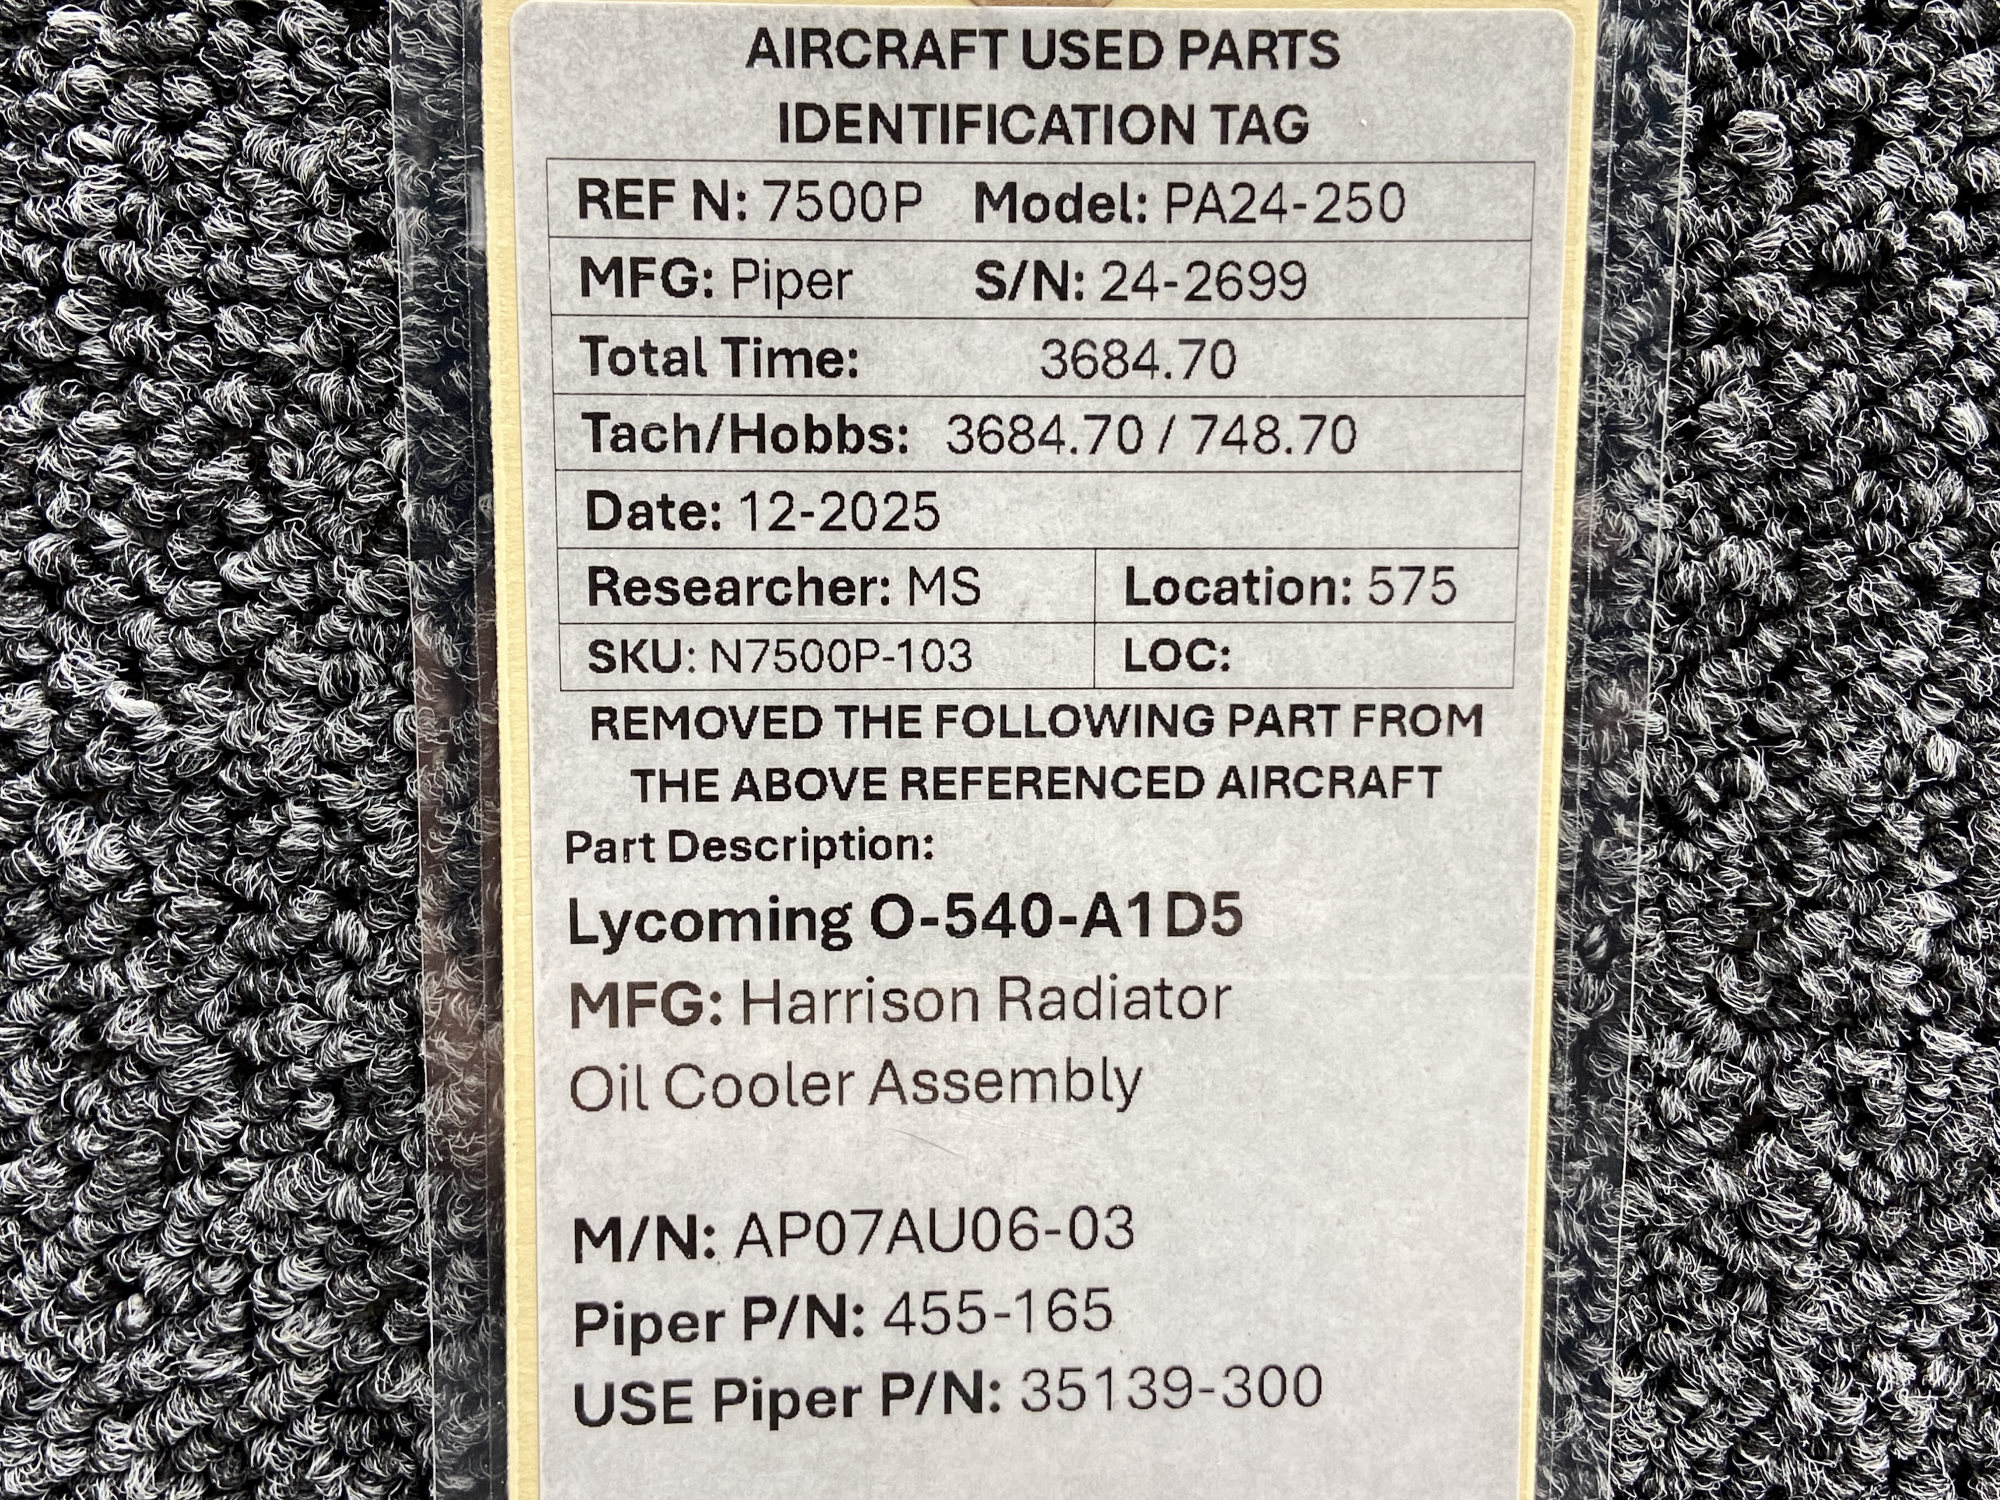 AIRCRAFT USED PARTS
IDENTIFICATION TAG
REF N: 7500P Model: PA24-250
MFG: Piper S/N: 24-2699
Total Time: 3684.70
Tach/Hobbs: 3684.70 / 748.70
Date: 12-2025
Researcher: MS Location: 575
SKU: N7500P-103 LOC:
REMOVED THE FOLLOWING PART FROM
THE ABOVE REFERENCED AIRCRAFT
Part Description:
Lycoming O-540-A1D5
MFG: Harrison Radiator
Oil Cooler Assembly
M/N: AP07AU06-03
Piper P/N: 455-165
USE Piper P/N: 35139-300